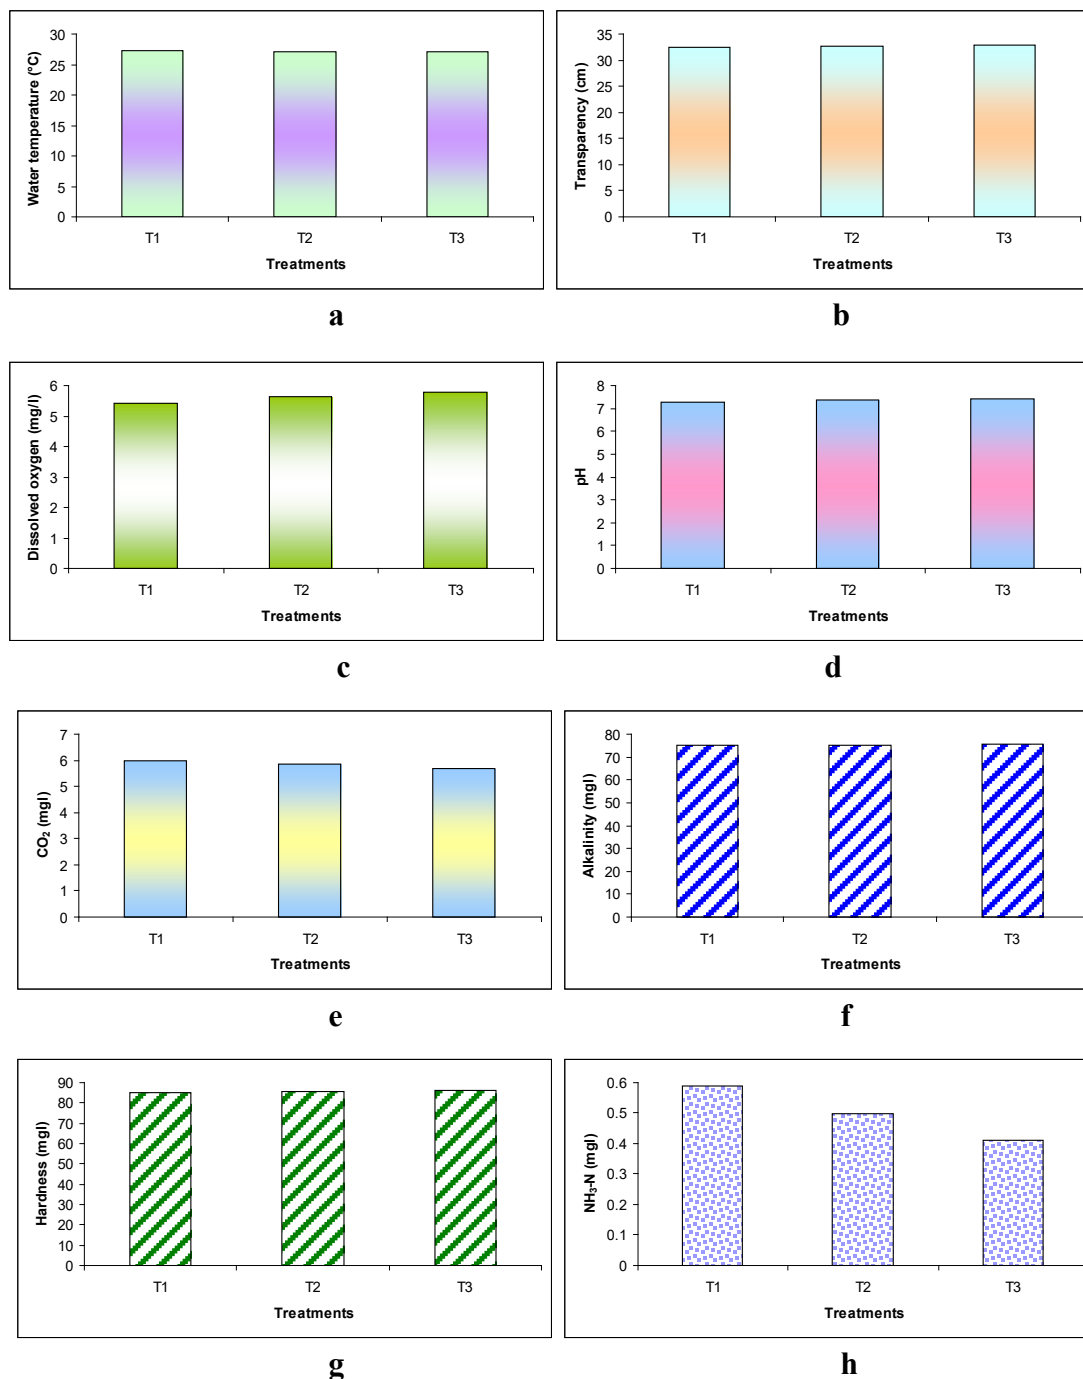 Water temperature (°C)
30
25
20
15
10
5
0
T1 T2 T3
Treatments
a
Transparency (cm)
35
30
25
20
15
10
5
0
T1 T2 T3
Treatments
b
Dissolved oxygen (mg/l)
6
5
4
3
2
1
0
T1 T2 T3
Treatments
c
pH
8
7
6
5
4
3
2
1
0
T1 T2 T3
Treatments
d
CO₂ (mgl)
7
6
5
4
3
2
1
0
T1 T2 T3
Treatments
e
Alkalinity (mgl)
80
70
60
50
40
30
20
10
0
T1 T2 T3
Treatments
f
Hardness (mgl)
90
80
70
60
50
40
30
20
10
0
T1 T2 T3
Treatments
g
NH₃-N (mgl)
0.6
0.5
0.4
0.3
0.2
0.1
0
T1 T2 T3
Treatments
h